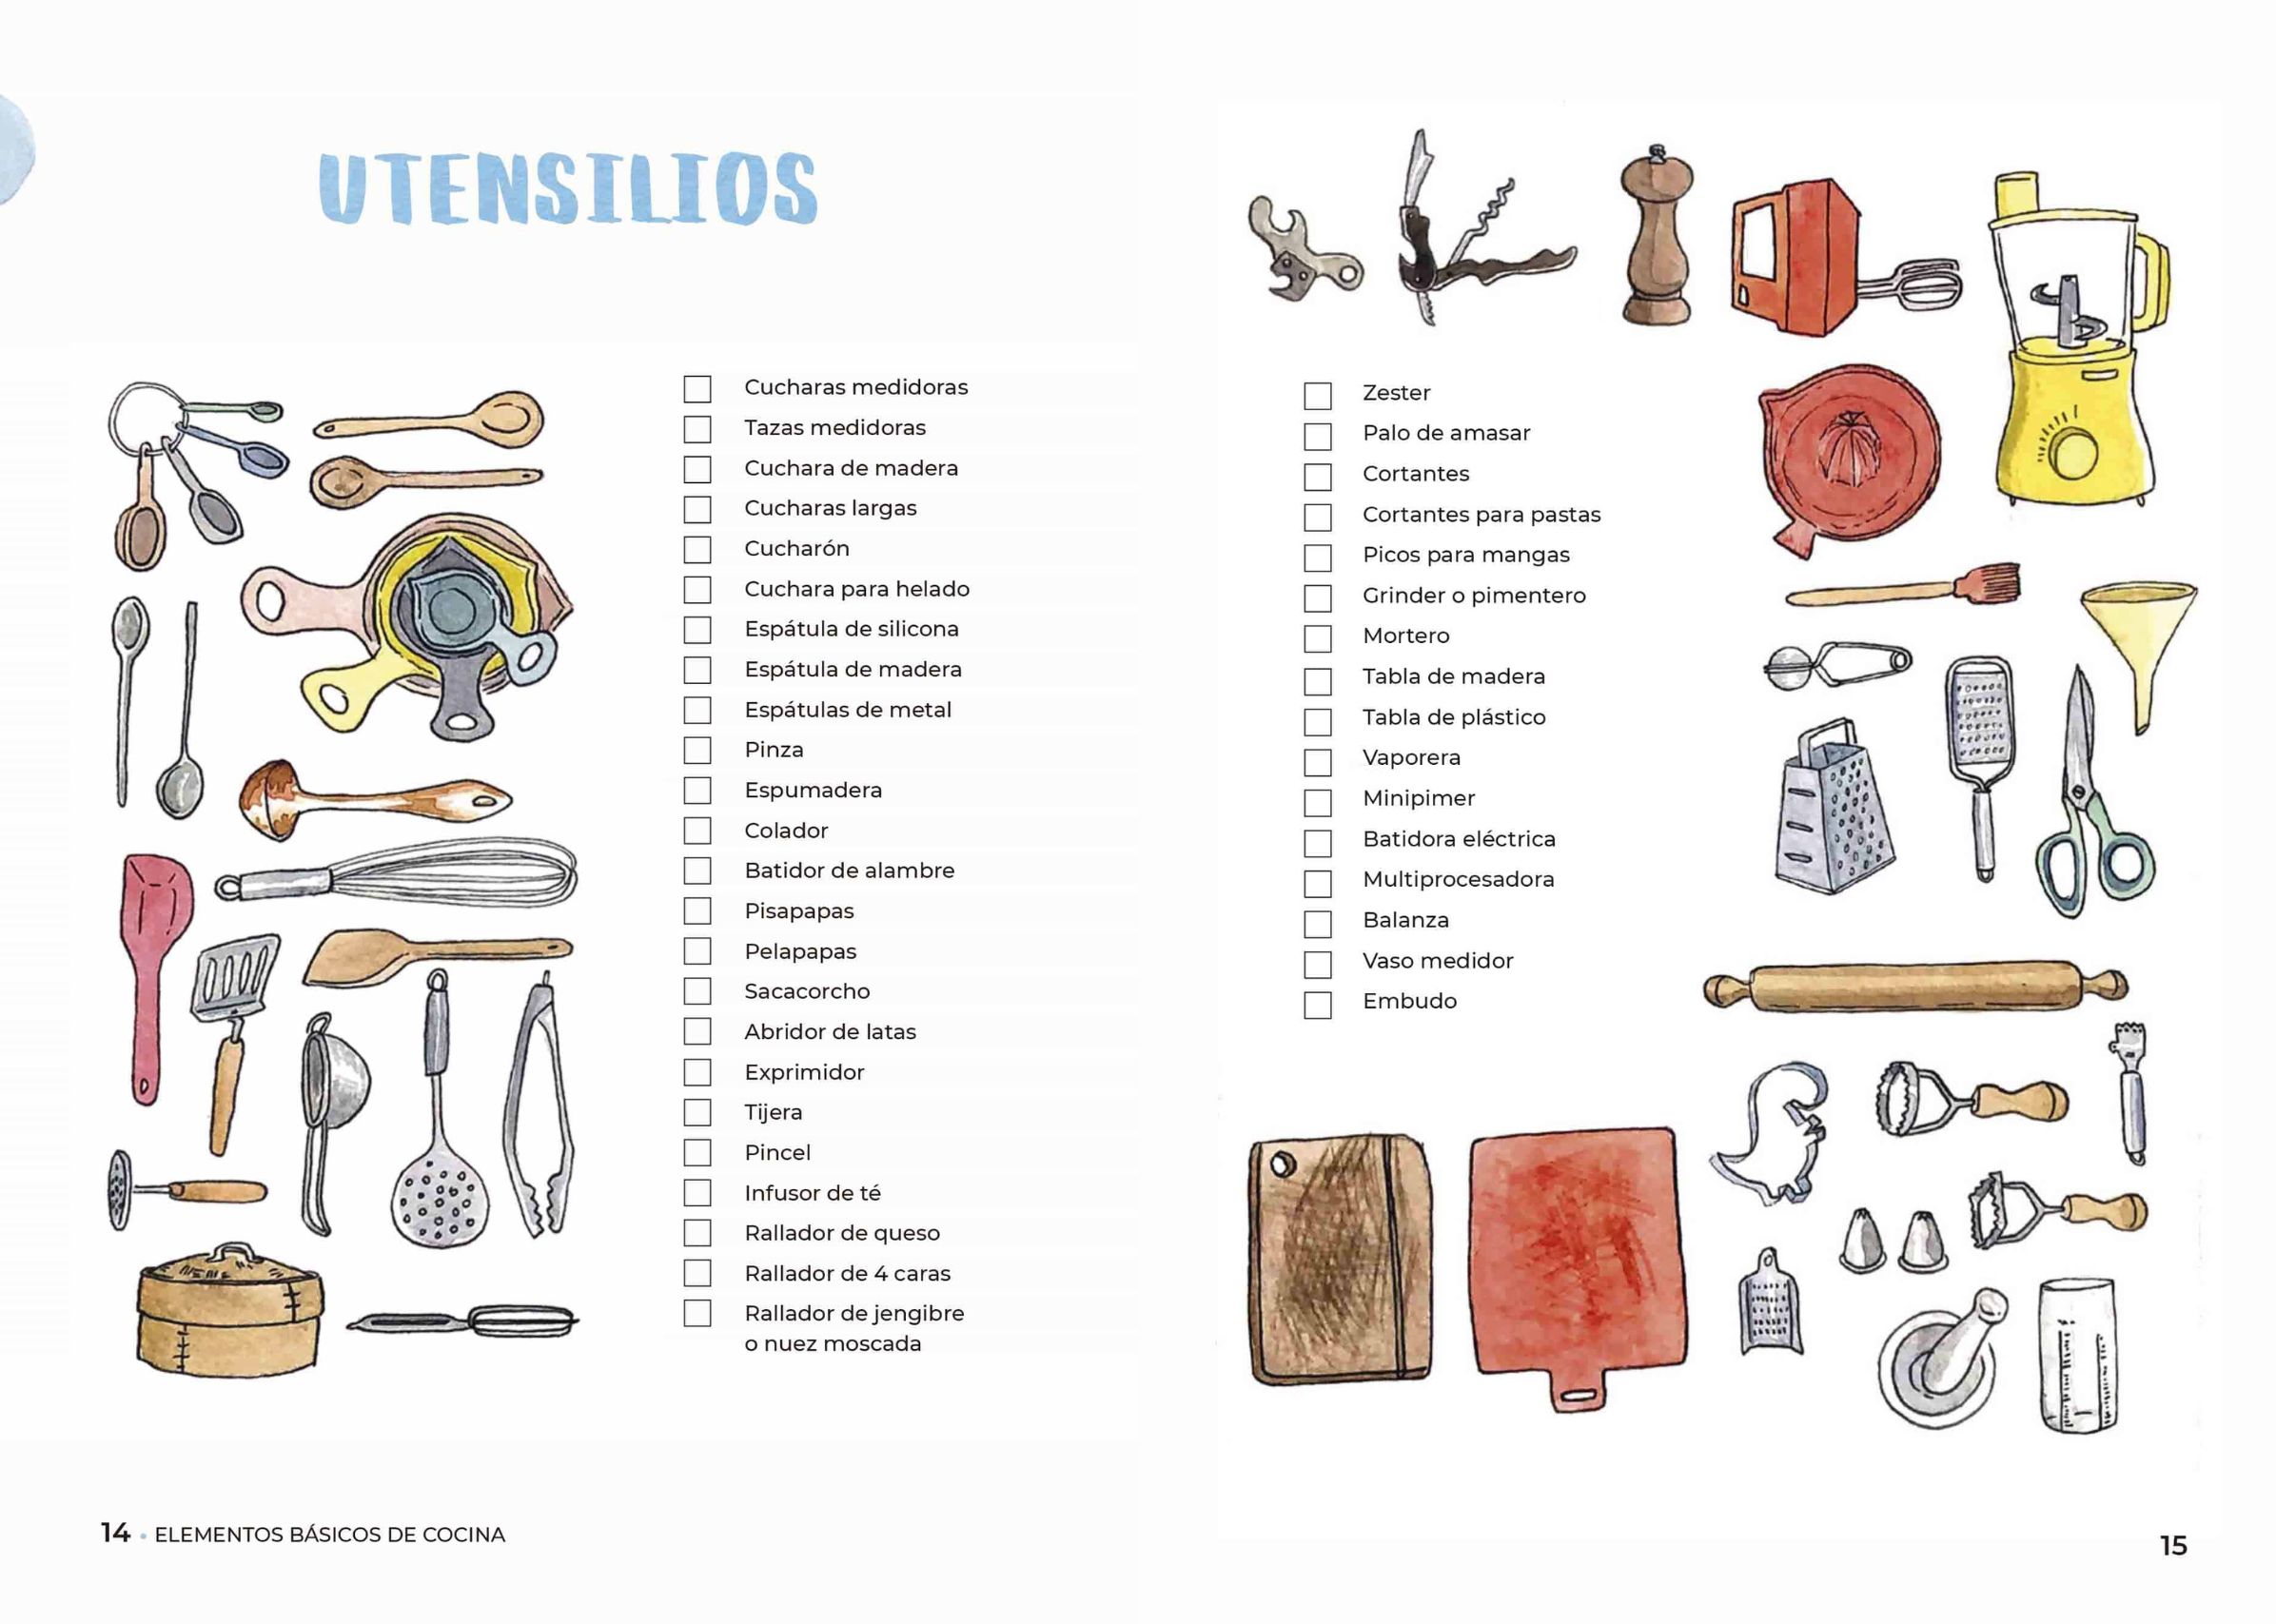 UTENSILIOS
Cucharas medidoras
Tazas medidoras
Cuchara de madera
Cucharas largas
Cucharón
Cuchara para helado
Espátula de silicona
Espátula de madera
Espátulas de metal
Pinza
Espumadera
Colador
Batidor de alambre
Pisapapas
Pelapapas
Sacacorcho
Abridor de latas
Exprimidor
Tijera
Pincel
Infusor de té
Rallador de queso
Rallador de 4 caras
Rallador de jengibre
o nuez moscada
14 • ELEMENTOS BÁSICOS DE COCINA
Zester
Palo de amasar
Cortantes
Cortantes para pastas
Picos para mangas
Grinder o pimentero
Mortero
Tabla de madera
Tabla de plástico
Vaporera
Minipimer
Batidora eléctrica
Multiprocesadora
Balanza
Vaso medidor
Embudo
15